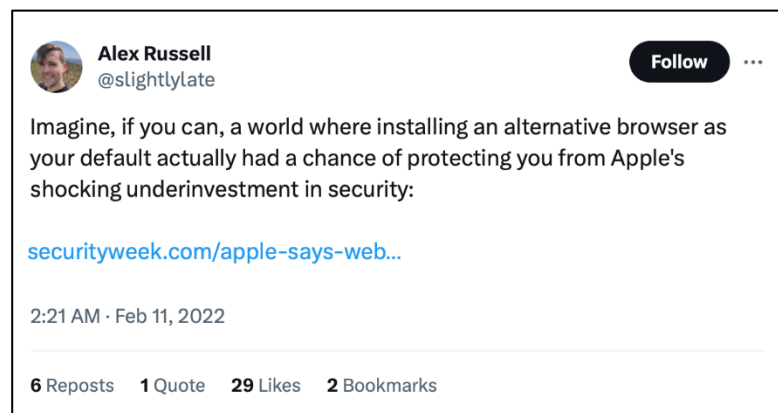 Alex Russell
@slightlylate
Follow
Imagine, if you can, a world where installing an alternative browser as
your default actually had a chance of protecting you from Apple's
shocking underinvestment in security:
securityweek.com/apple-says-web...
2:21 AM · Feb 11, 2022
6 Reposts 1 Quote 29 Likes 2 Bookmarks